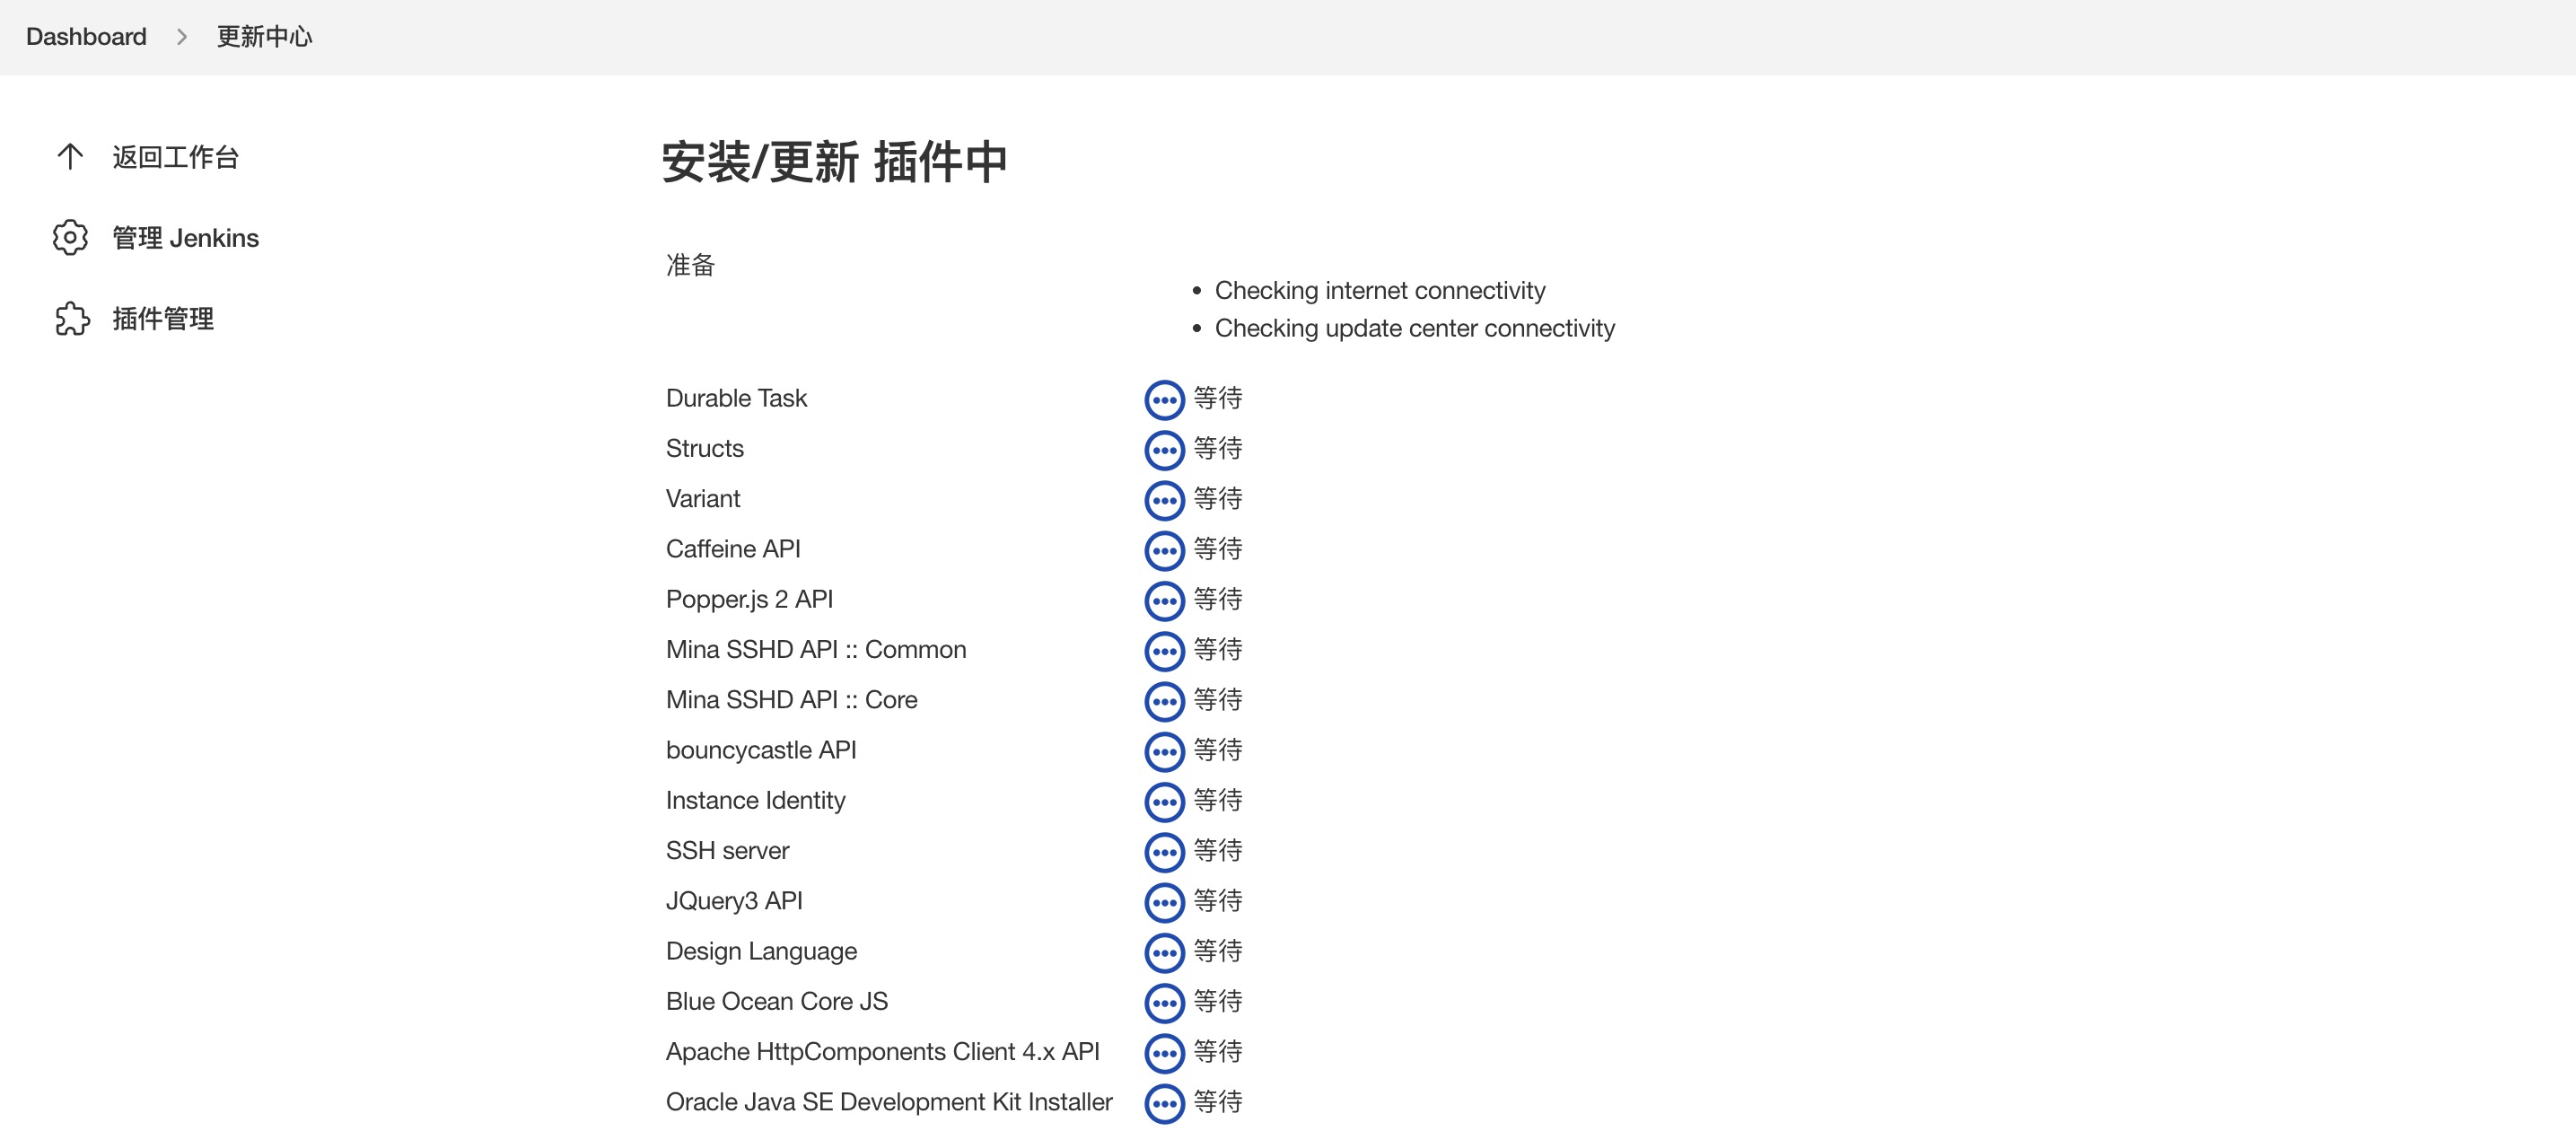 Dashboard
更新中心
返回工作台
管理 Jenkins
插件管理
安装/更新 插件中
准备
Checking internet connectivity
Checking update center connectivity
Durable Task 等待
Structs 等待
Variant 等待
Caffeine API 等待
Popper.js 2 API 等待
Mina SSHD API :: Common 等待
Mina SSHD API :: Core 等待
bouncycastle API 等待
Instance Identity 等待
SSH server 等待
JQuery3 API 等待
Design Language 等待
Blue Ocean Core JS 等待
Apache HttpComponents Client 4.x API 等待
Oracle Java SE Development Kit Installer 等待